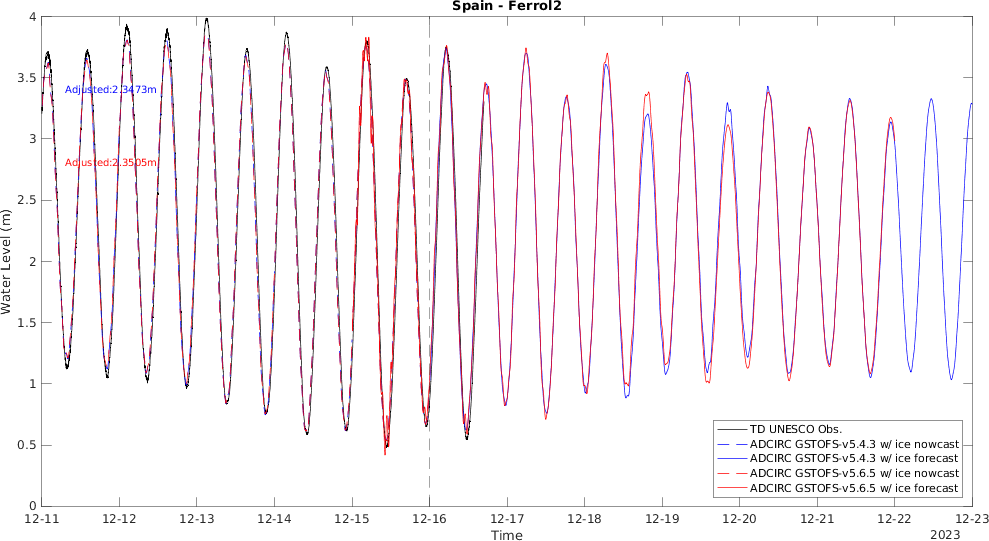 Spain - Ferrol2
4
3.5
3
2.5
2
1.5
1
0.5
0
Water Level (m)
Adjusted:2.3473m
Adjusted:2.3505m
TD UNESCO Obs.
ADCIRC GSTOFS-v5.4.3 w/ ice nowcast
ADCIRC GSTOFS-v5.4.3 w/ ice forecast
ADCIRC GSTOFS-v5.6.5 w/ ice nowcast
ADCIRC GSTOFS-v5.6.5 w/ ice forecast
12-11 12-12 12-13 12-14 12-15 12-16 12-17 12-18 12-19 12-20 12-21 12-22 12-23
Time
2023